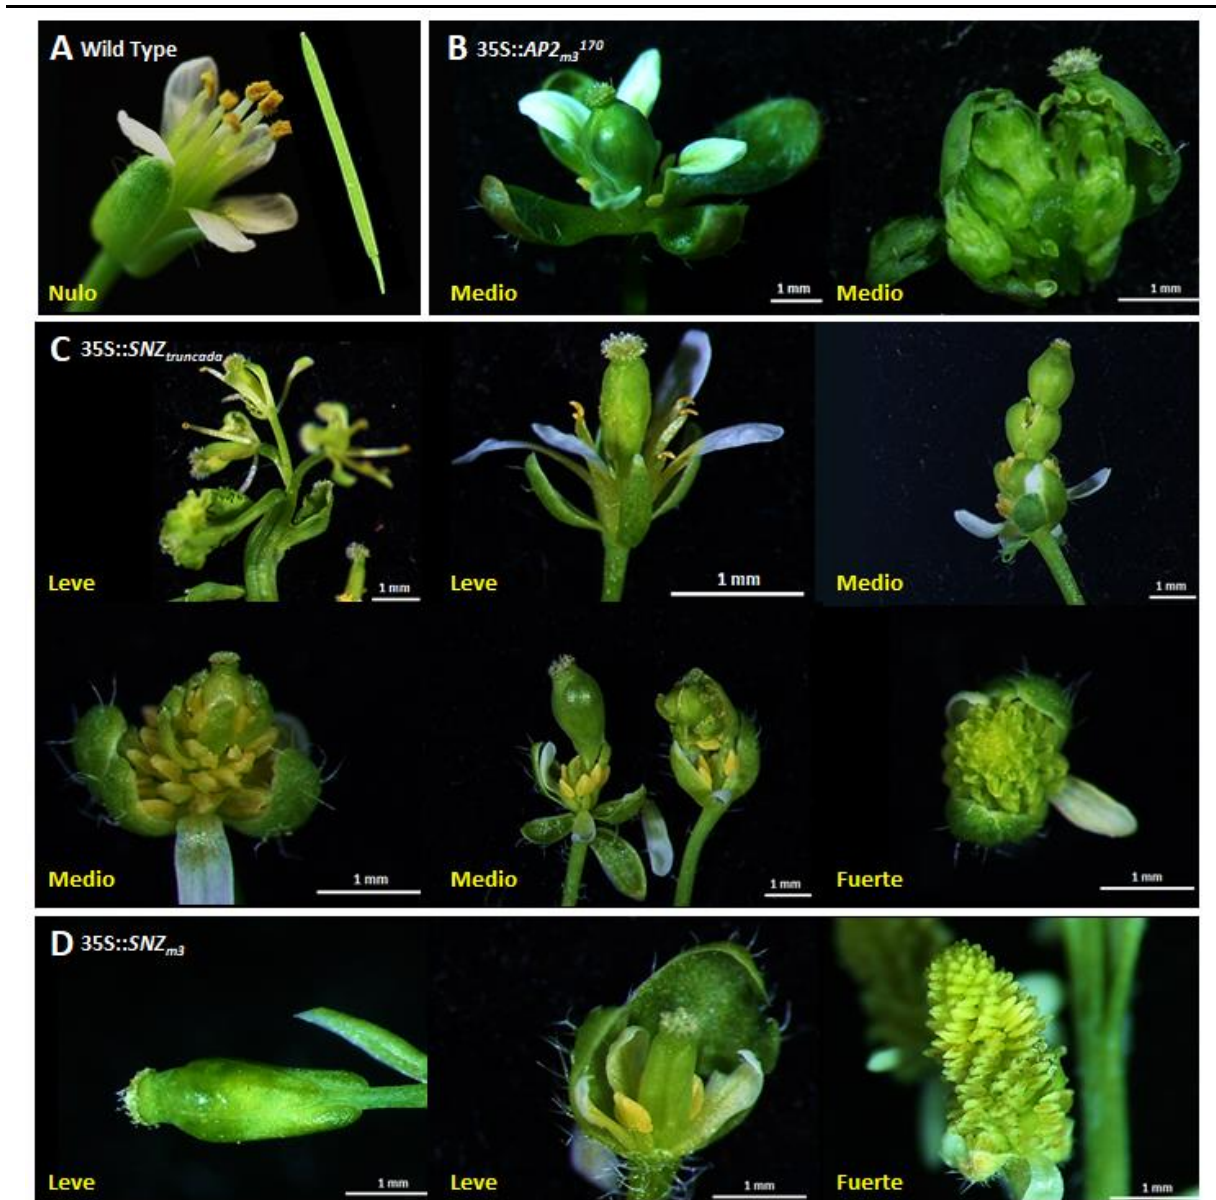 A Wild Type
Nulo
B 35S::AP2m3170
Medio
1 mm
Medio
1 mm
C 35S::SNZtruncada
Leve
1 mm
Leve
1 mm
Medio
1 mm
Medio
1 mm
Medio
1 mm
Fuerte
1 mm
D 35S::SNZm3
Leve
1 mm
Leve
1 mm
Fuerte
1 mm